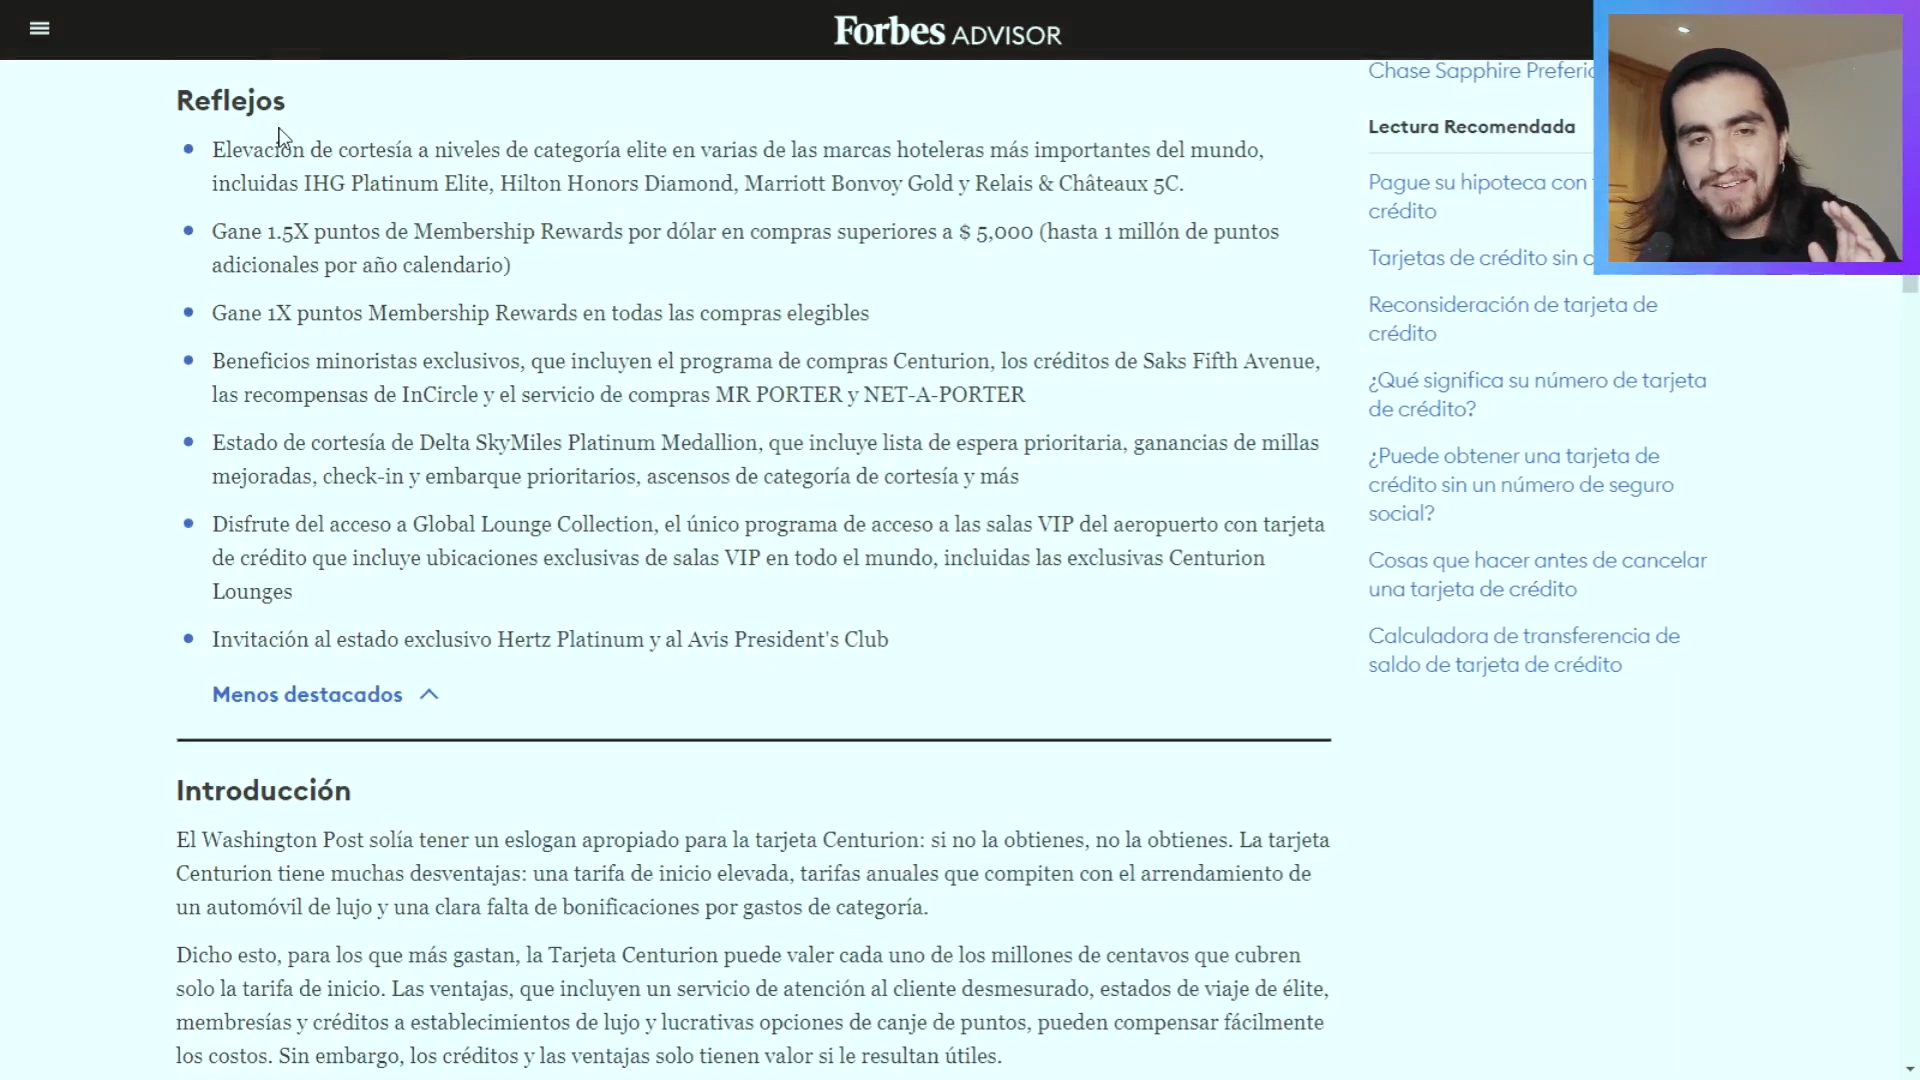 Forbes ADVISOR
Reflejos
Elevación de cortesía a niveles de categoría elite en varias de las marcas hoteleras más importantes del mundo,
incluidas IHG Platinum Elite, Hilton Honors Diamond, Marriott Bonvoy Gold y Relais & Châteaux 5C.
Gane 1.5X puntos de Membership Rewards por dólar en compras superiores a $ 5,000 (hasta 1 millón de puntos
adicionales por año calendario)
Gane 1X puntos Membership Rewards en todas las compras elegibles
Beneficios minoristas exclusivos, que incluyen el programa de compras Centurion, los créditos de Saks Fifth Avenue,
las recompensas de InCircle y el servicio de compras MR PORTER y NET-A-PORTER
Estado de cortesía de Delta SkyMiles Platinum Medallion, que incluye lista de espera prioritaria, ganancias de millas
mejoradas, check-in y embarque prioritarios, ascensos de categoría de cortesía y más
Disfrute del acceso a Global Lounge Collection, el único programa de acceso a las salas VIP del aeropuerto con tarjeta
de crédito que incluye ubicaciones exclusivas de salas VIP en todo el mundo, incluidas las exclusivas Centurion
Lounges
Invitación al estado exclusivo Hertz Platinum y al Avis President's Club
Menos destacados
Introducción
El Washington Post solía tener un eslogan apropiado para la tarjeta Centurion: si no la obtienes, no la obtienes. La tarjeta
Centurion tiene muchas desventajas: una tarifa de inicio elevada, tarifas anuales que compiten con el arrendamiento de
un automóvil de lujo y una clara falta de bonificaciones por gastos de categoría.
Dicho esto, para los que más gastan, la Tarjeta Centurion puede valer cada uno de los millones de centavos que cubren
solo la tarifa de inicio. Las ventajas, que incluyen un servicio de atención al cliente desmesurado, estados de viaje de élite,
membresías y créditos a establecimientos de lujo y lucrativas opciones de canje de puntos, pueden compensar fácilmente
los costos. Sin embargo, los créditos y las ventajas solo tienen valor si le resultan útiles.
Chase Sapphire
Lectura Recomendada
Pague su hipoteca con
crédito
Tarjetas de crédito sin
Reconsideración de tarjeta de
crédito
¿Qué significa su número de tarjeta
de crédito?
¿Puede obtener una tarjeta de
crédito sin un número de seguro
social?
Cosas que hacer antes de cancelar
una tarjeta de crédito
Calculadora de transferencia de
saldo de tarjeta de crédito